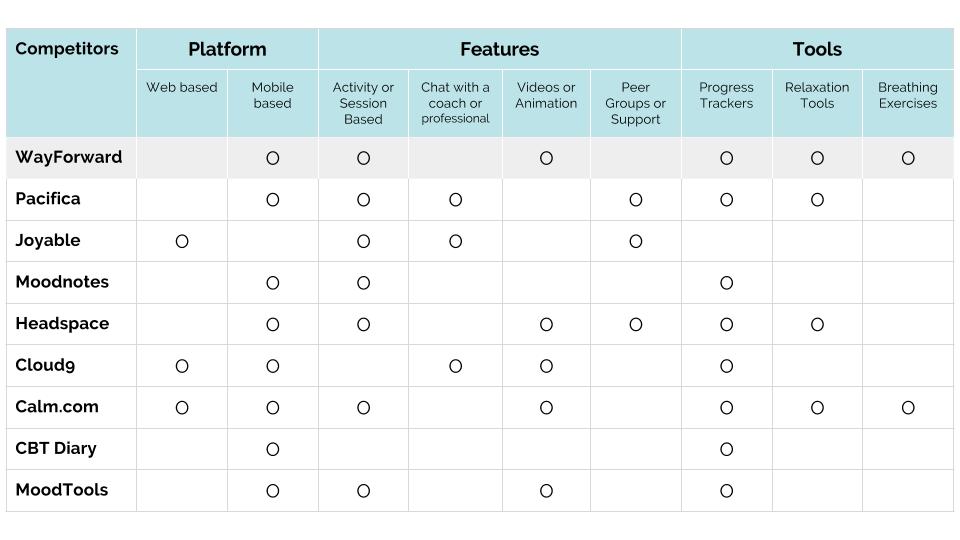 Competitors Platform Features Tools
Web based Mobile based Activity or Session Based Chat with a coach or professional Videos or Animation Peer Groups or Support Progress Trackers Relaxation Tools Breathing Exercises
WayForward O O O O O O
Pacifica O O O O O O
Joyable O O O O
Moodnotes O O O
Headspace O O O O O O
Cloud9 O O O O O
Calm.com O O O O O O O
CBT Diary O O
MoodTools O O O O